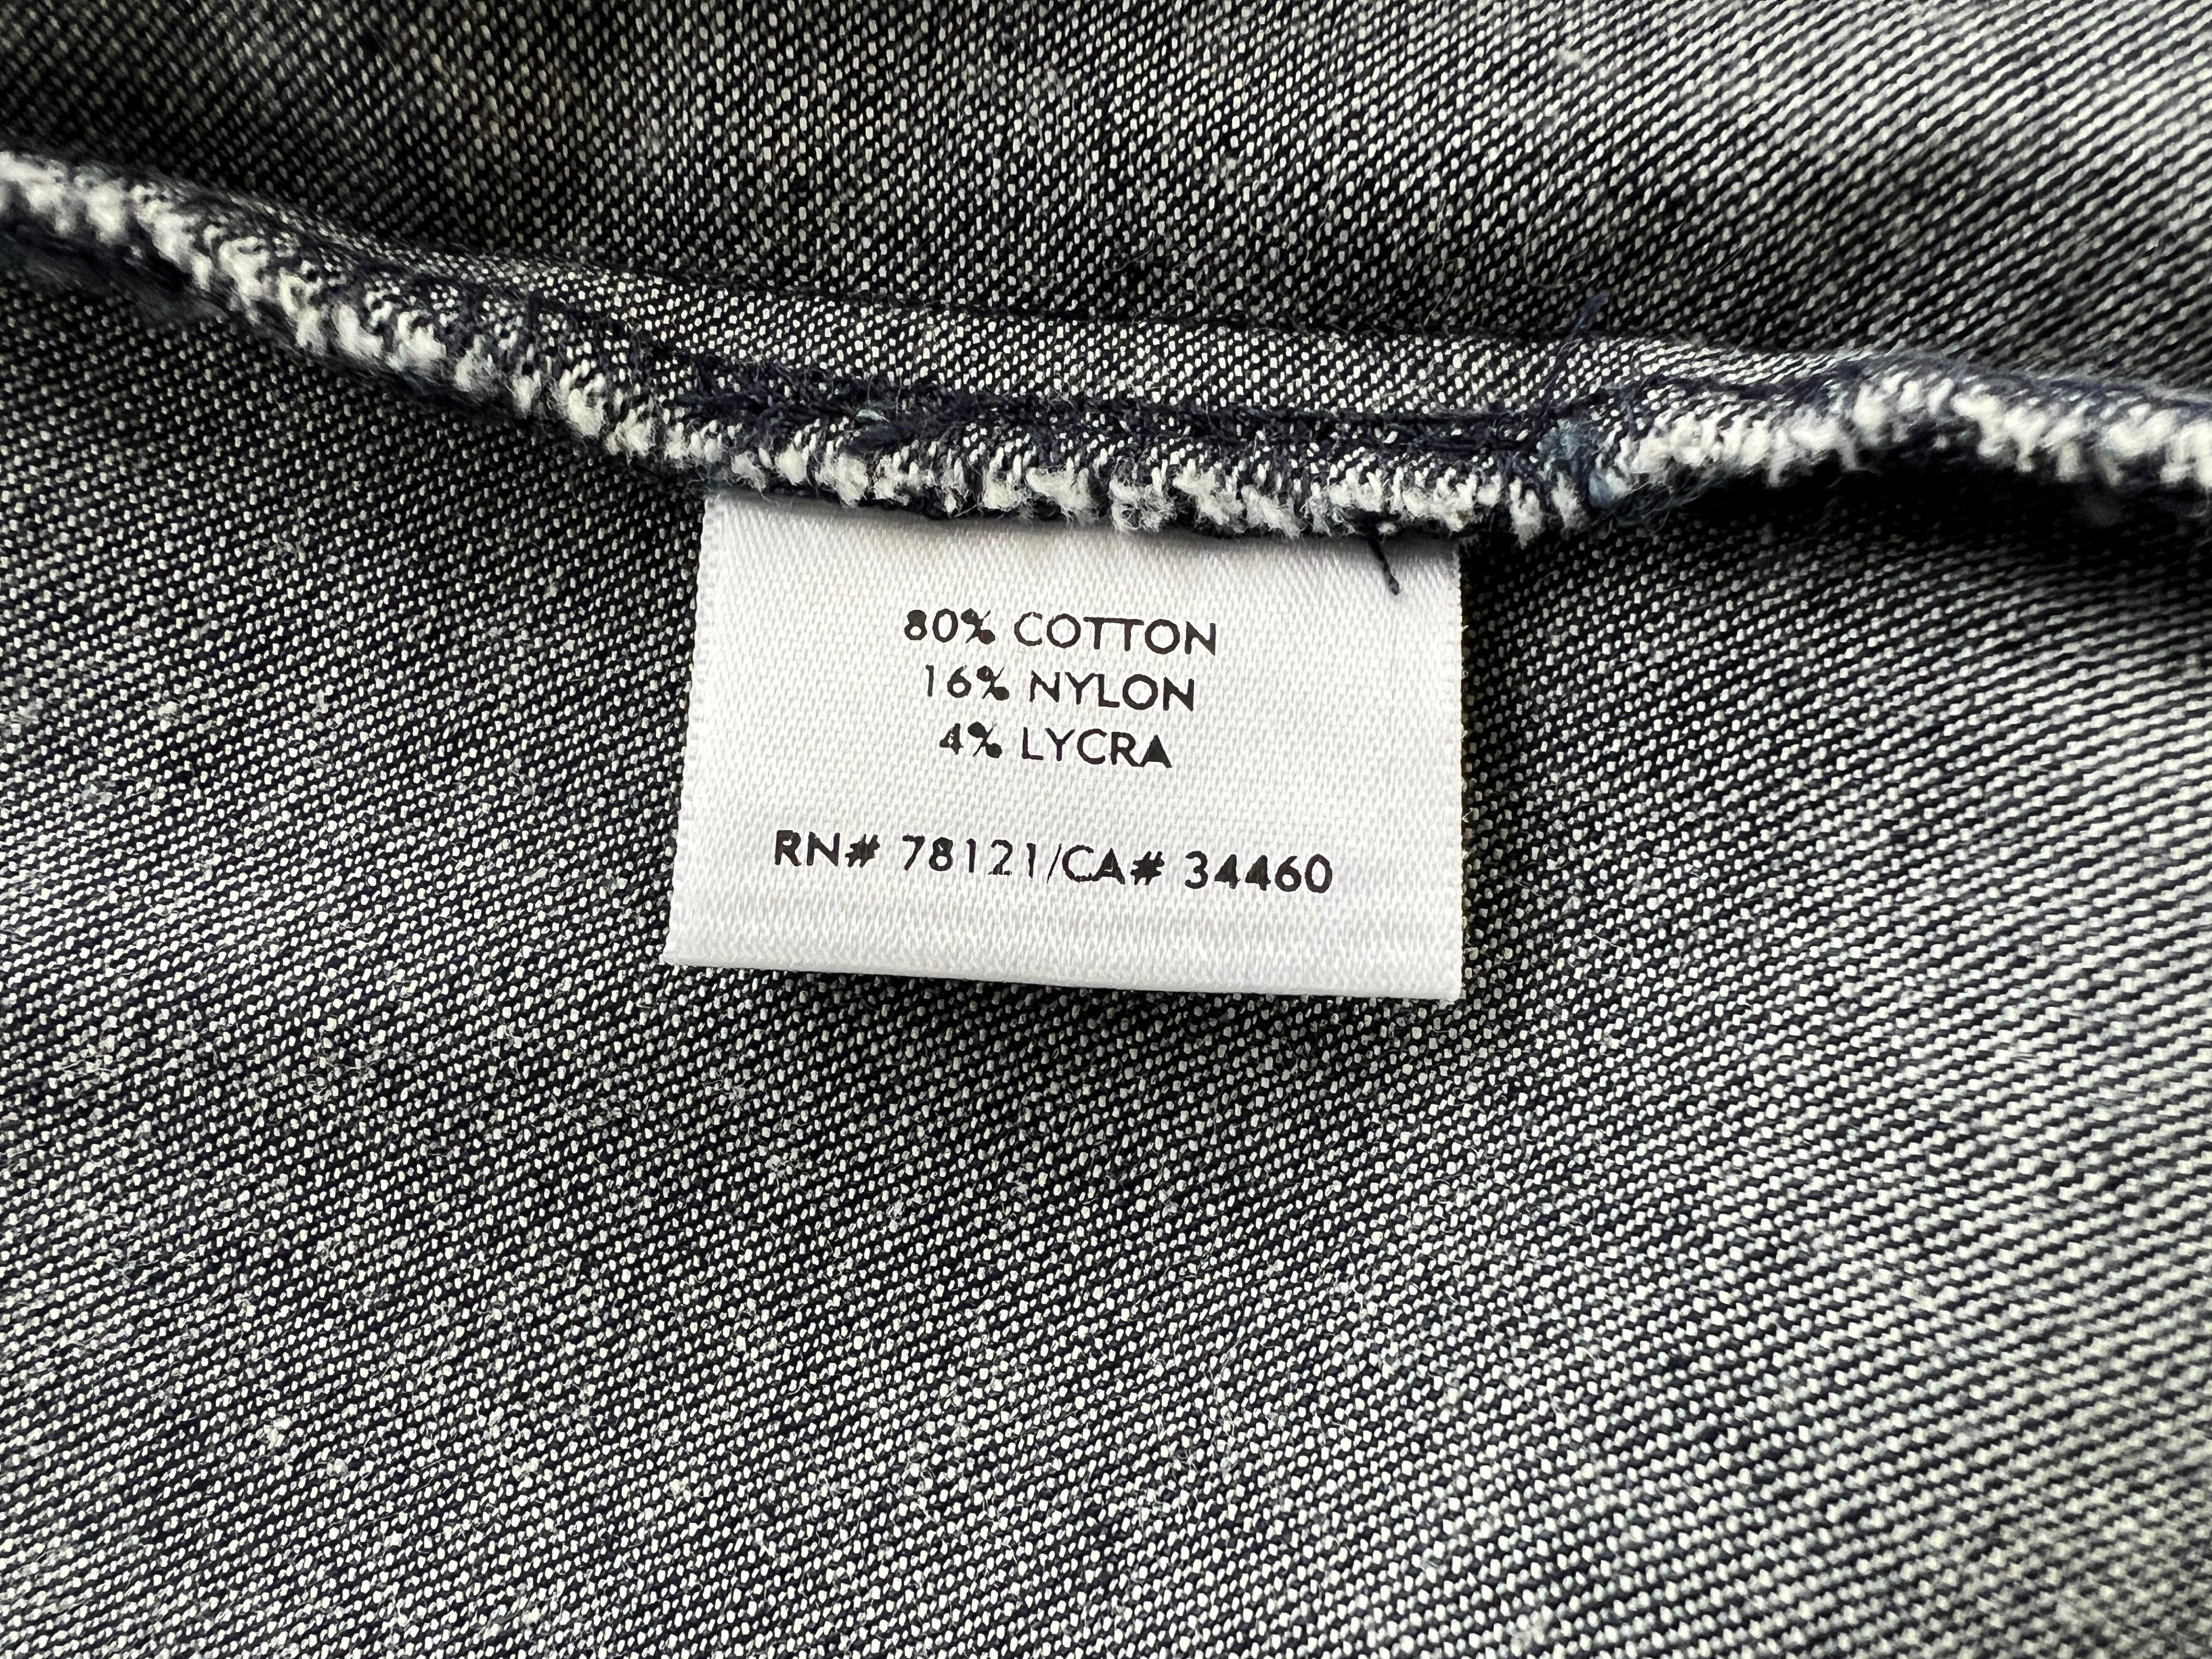 80% COTTON
16% NYLON
4% LYCRA
RN# 78121/CA# 34460